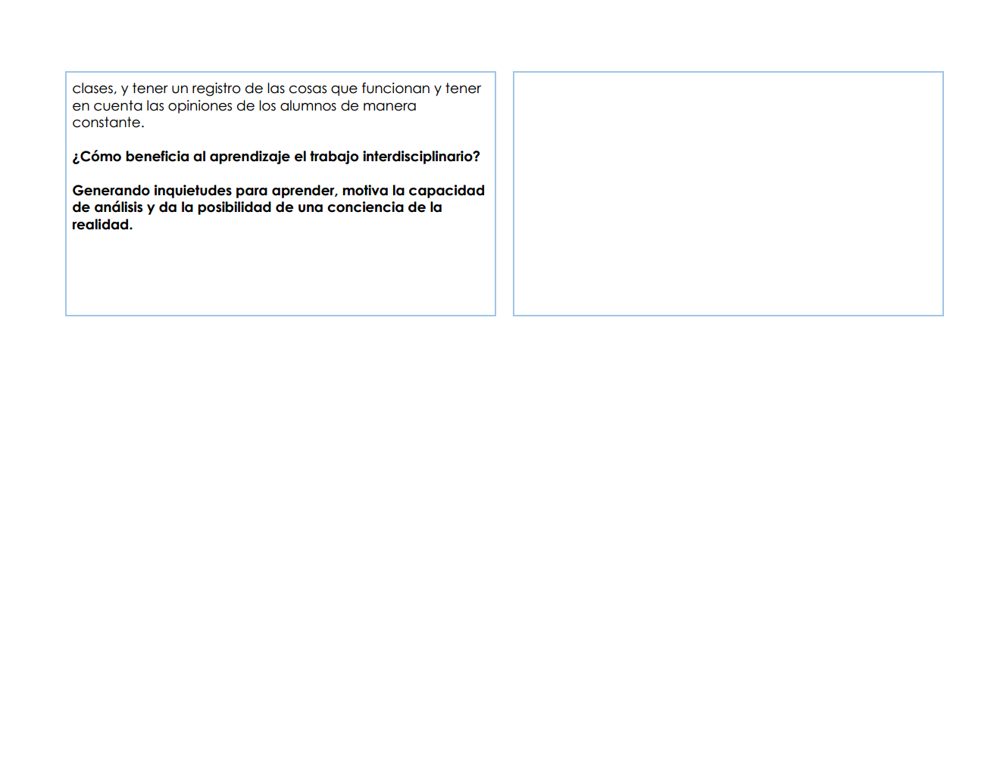 clases, y tener un registro de las cosas que funcionan y tener
en cuenta las opiniones de los alumnos de manera
constante.
¿Cómo beneficia al aprendizaje el trabajo interdisciplinario?
Generando inquietudes para aprender, motiva la capacidad
de análisis y da la posibilidad de una conciencia de la
realidad.